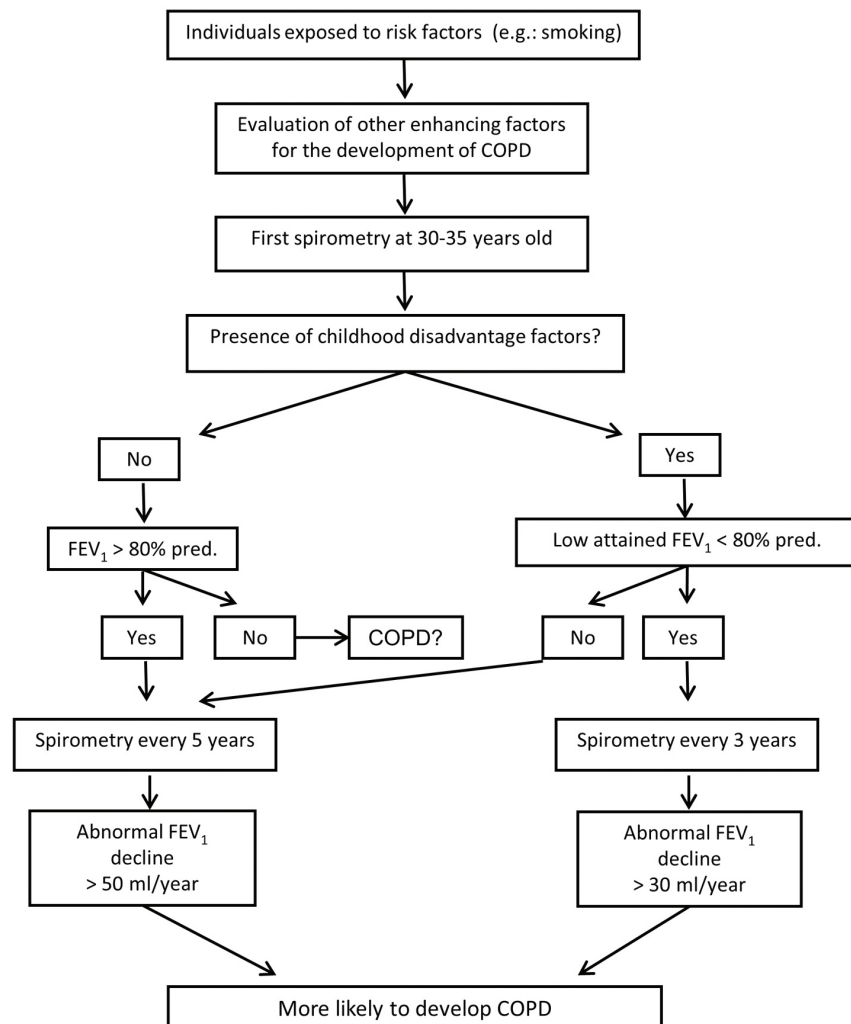 Individuals exposed to risk factors (e.g.: smoking)
Evaluation of other enhancing factors
for the development of COPD
First spirometry at 30-35 years old
Presence of childhood disadvantage factors?
No
Yes
FEV₁ > 80% pred.
Low attained FEV₁ < 80% pred.
Yes
No
COPD?
No
Yes
Spirometry every 5 years
Spirometry every 3 years
Abnormal FEV₁
decline
> 50 ml/year
Abnormal FEV₁
decline
> 30 ml/year
More likely to develop COPD